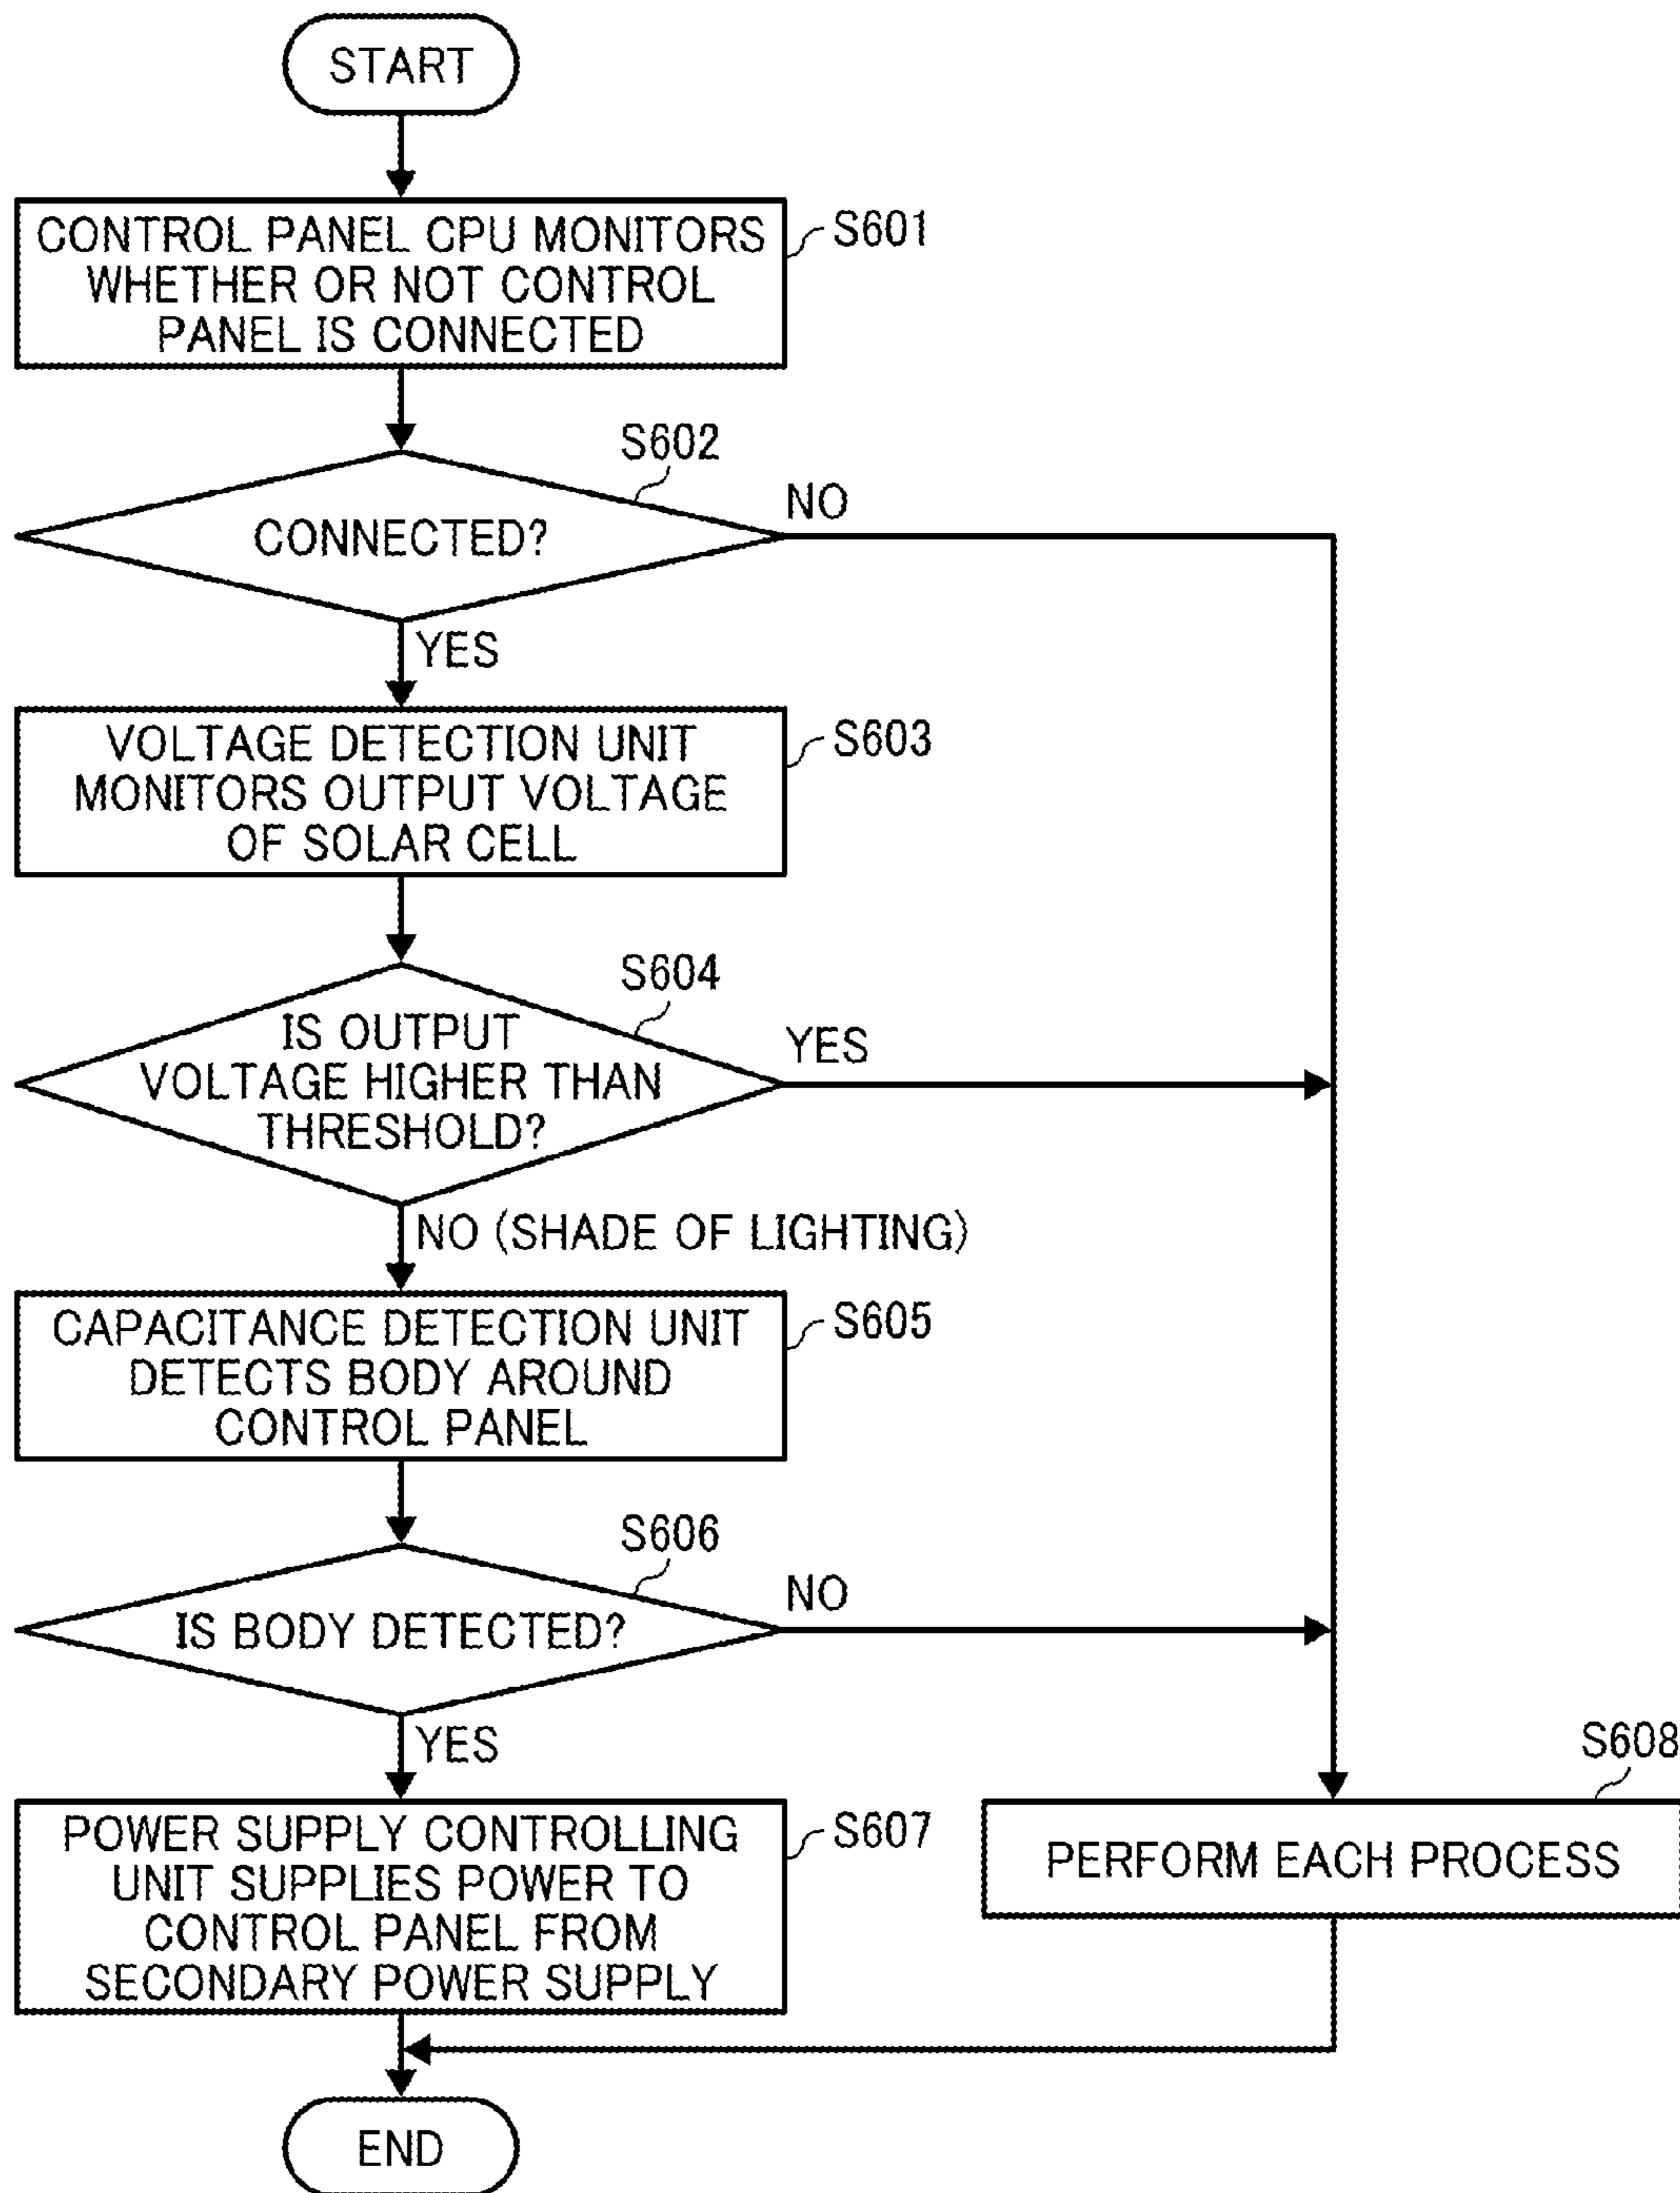 START
CONTROL PANEL CPU MONITORS
WHETHER OR NOT CONTROL
PANEL IS CONNECTED
S601
S602
CONNECTED?
NO
YES
VOLTAGE DETECTION UNIT
MONITORS OUTPUT VOLTAGE
OF SOLAR CELL
S603
S604
IS OUTPUT
VOLTAGE HIGHER THAN
THRESHOLD?
YES
NO (SHADE OF LIGHTING)
CAPACITANCE DETECTION UNIT
DETECTS BODY AROUND
CONTROL PANEL
S605
S606
IS BODY DETECTED?
NO
YES
POWER SUPPLY CONTROLLING
UNIT SUPPLIES POWER TO
CONTROL PANEL FROM
SECONDARY POWER SUPPLY
S607
S608
PERFORM EACH PROCESS
END